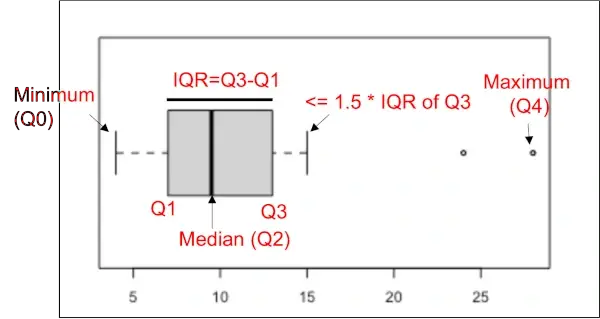 IQR=Q3-Q1
Minimum
(Q0)
<= 1.5 * IQR of Q3
Maximum
(Q4)
Q1
Q3
Median (Q2)
5 10 15 20 25